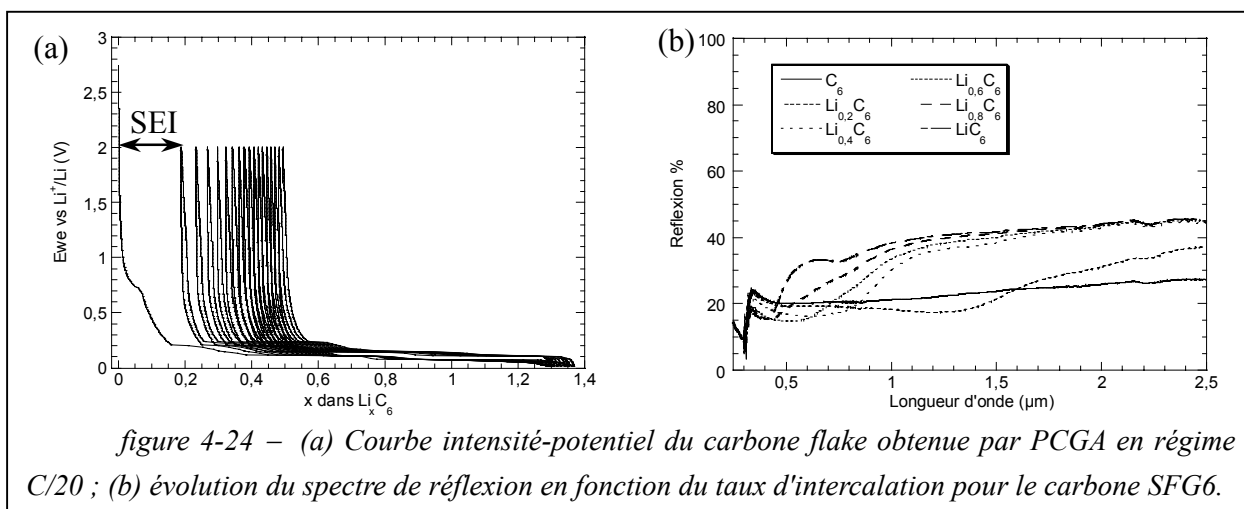 (a)
3
2,5
2
1,5
1
0,5
0
Ewe vs Li⁺/Li (V)
SEI
0 0,2 0,4 0,6 0,8 1 1,2 1,4
x dans LiₓC₆
(b)
100
80
60
40
20
0
Reflexion %
C₆
Li₀,₂C₆
Li₀,₄C₆
Li₀,₆C₆
Li₀,₈C₆
LiC₆
0,5 1 1,5 2 2,5
Longueur d'onde (µm)
figure 4-24 – (a) Courbe intensité-potentiel du carbone flake obtenue par PCGA en régime
C/20 ; (b) évolution du spectre de réflexion en fonction du taux d'intercalation pour le carbone SFG6.